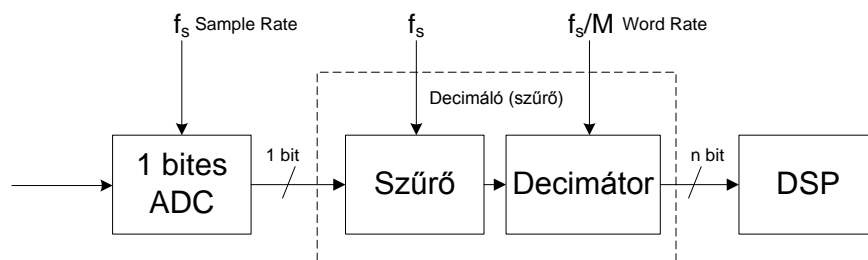 fs Sample Rate
fs
fs/M Word Rate
Decimáló (szűrő)
1 bit
n bit
1 bites
ADC
Szűrő
Decimátor
DSP